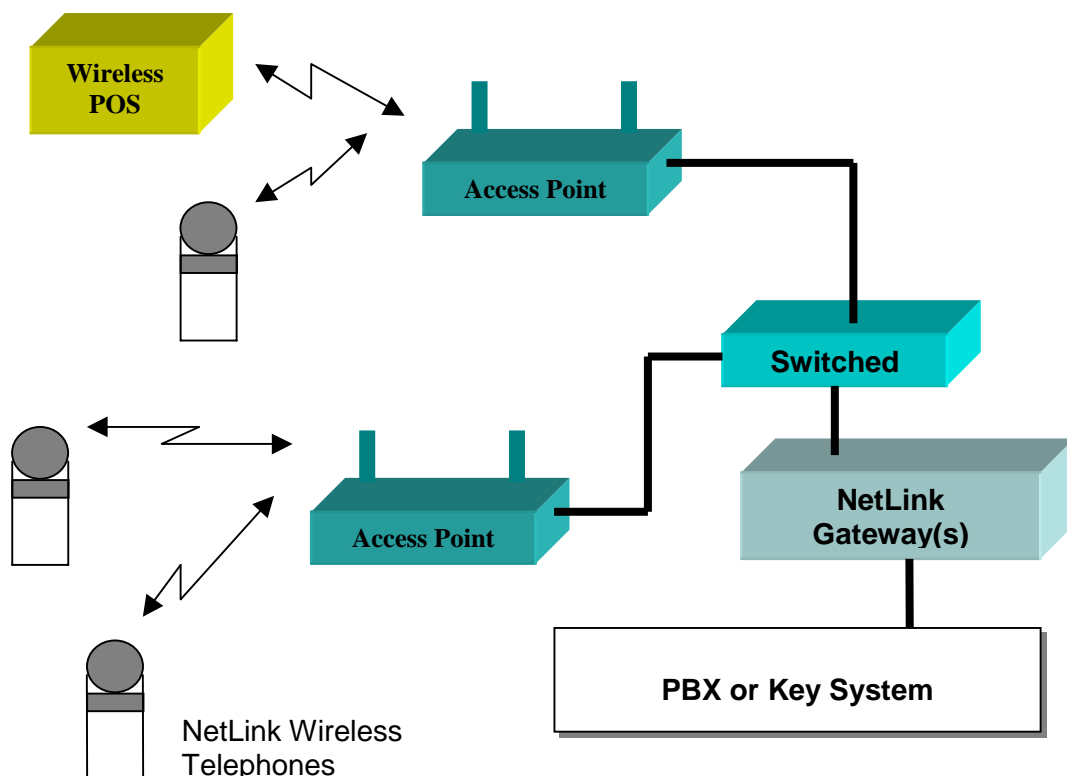 Wireless
POS
Access Point
Switched
NetLink
Gateway(s)
Access Point
PBX or Key System
NetLink Wireless
Telephones